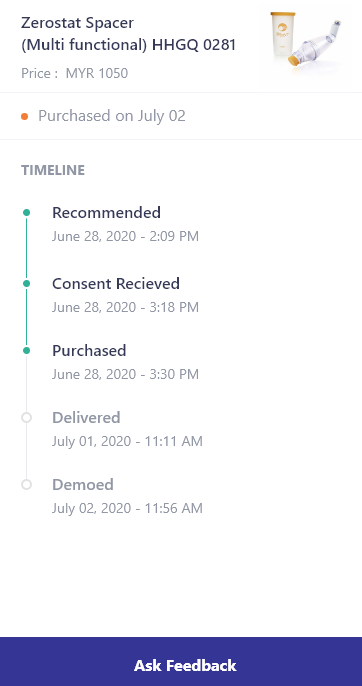 Zerostat Spacer
(Multi functional) HHGQ 0281
Price : MYR 1050
Purchased on July 02
TIMELINE
Recommended
June 28, 2020 - 2:09 PM
Consent Recieved
June 28, 2020 - 3:18 PM
Purchased
June 28, 2020 - 3:30 PM
Delivered
July 01, 2020 - 11:11 AM
Demoed
July 02, 2020 - 11:56 AM
Ask Feedback